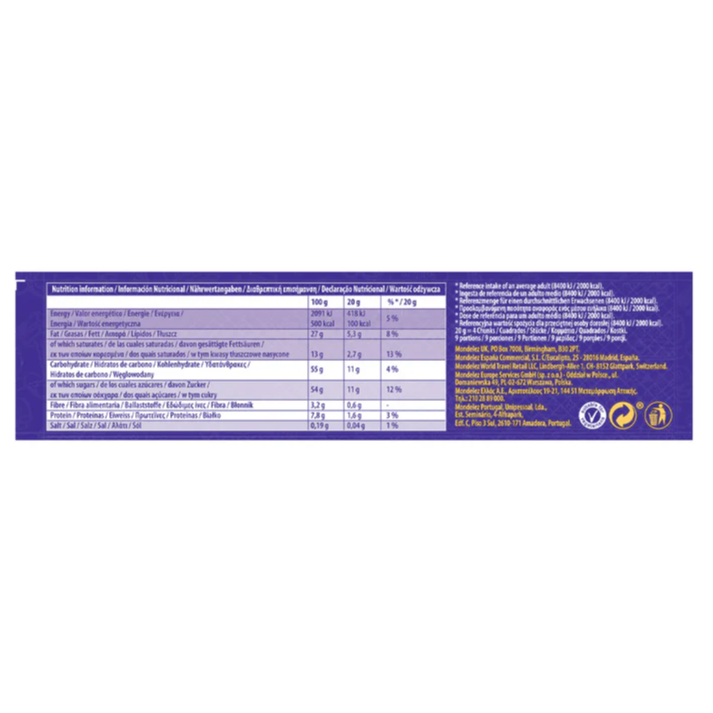 Nutrition information / Información Nutricional / Nährwertangaben / Διαθρεπτική επισήμανση / Declaração Nutricional / Wartość odżywcza
100 g 20 g % * / 20 g
Energy / Valor energético / Energie / Ενέργεια / 2091 kJ 418 kJ
Energia / Wartość energetyczna 500 kcal 100 kcal 5 %
Fat / Grasas / Fett / Λιπαρά / Lípidos / Tłuszcz 27 g 5,3 g 8 %
of which saturates / de las cuales saturadas / davon gesättigte Fettsäuren /
εκ των οποίων κορεσμένα / dos quais saturados / w tym kwasy tłuszczowe nasycone 13 g 2,7 g 13 %
Carbohydrate / Hidratos de carbono / Kohlenhydrate / Υδατάνθρακες /
Hidratos de carbono / Węglowodany 55 g 11 g 4 %
of which sugars / de los cuales azúcares / davon Zucker /
εκ των οποίων σάκχαρα / dos quais açúcares / w tym cukry 54 g 11 g 12 %
Fibre / Fibra alimentaria / Ballaststoffe / Εδώδιμες ίνες / Fibra / Błonnik 3,2 g 0,6 g -
Protein / Proteínas / Eiweiss / Πρωτεΐνες / Proteínas / Białko 7,8 g 1,6 g 3 %
Salt / Sal / Salz / Sal / Αλάτι / Sól 0,19 g 0,04 g 1 %
* Reference intake of an average adult (8400 kJ / 2000 kcal).
* Ingesta de referencia de un adulto medio (8400 kJ / 2000 kcal).
* Referenzmenge für einen durchschnittlichen Erwachsenen (8400 kJ / 2000 kcal).
* Προσλαμβανόμενη ποσότητα αναφοράς ενός μέσου ενήλικα (8400 kJ / 2000 kcal).
* Dose de referência para um adulto médio (8400 kJ / 2000 kcal).
* Referencyjna wartość spożycia dla przeciętnej osoby dorosłej (8400 kJ / 2000 kcal).
20 g = 4 Chunks / Cuadrados / Stücke / Κομμάτια / Quadrados / Kostki.
9 portions / 9 porciones / 9 Portionen / 9 μερίδες / 9 porções / 9 porcji.
Mondelez UK, PO Box 7008, Birmingham, B30 2PT.
Mondelez España Commercial, S.L. C/Eucalipto, 25 - 28016 Madrid, España.
Mondelez World Travel Retail LLC, Lindbergh-Allee 1, CH-8152 Glattpark, Switzerland.
Mondelez Europe Services GmbH (sp. z o.o.) - Oddział w Polsce, ul.
Domaniewska 49, PL-02-672 Warszawa, Polska.
Mondelez Ελλάς Α.Ε., Αριστοτέλους 19-21, 144 51 Μεταμόρφωση Αττικής.
Τηλ.: 210 28 89 000.
Mondelez Portugal, Unipessoal, Lda.,
Est. Seminário, 4-Alfrapark,
Edf. C, Piso 3 Sul, 2610-171 Amadora, Portugal.